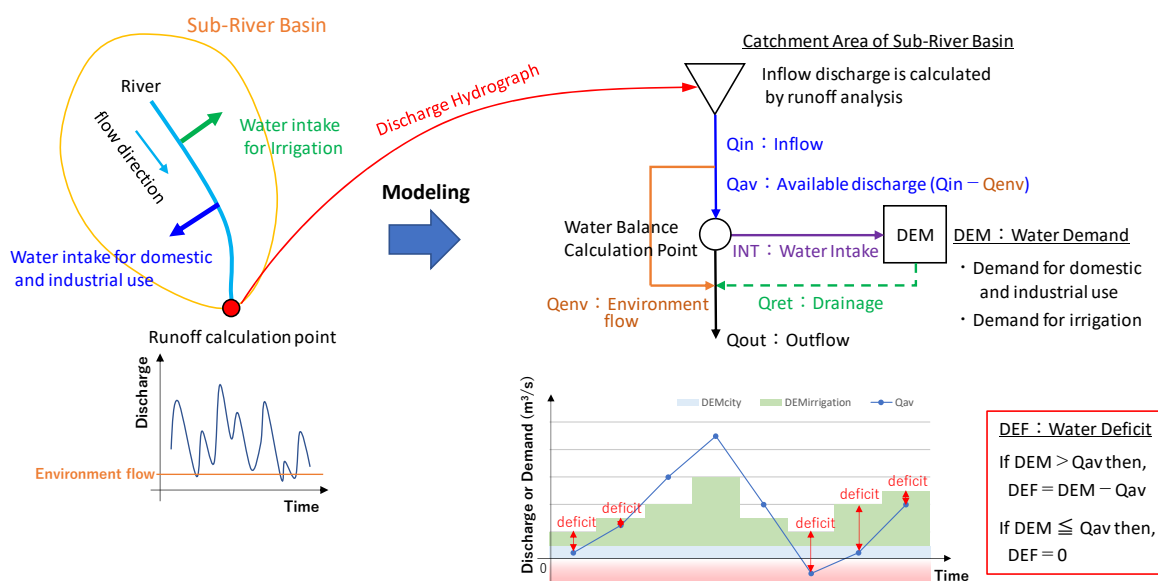 Sub-River Basin
River
flow direction
Water intake
for Irrigation
Water intake for domestic
and industrial use
Runoff calculation point
Discharge
Environment flow
Time
Discharge Hydrograph
Modeling
Catchment Area of Sub-River Basin
Inflow discharge is calculated
by runoff analysis
Qin：Inflow
Qav：Available discharge (Qin－Qenv)
Water Balance
Calculation Point
INT：Water Intake
DEM
DEM：Water Demand
・Demand for domestic
and industrial use
・Demand for irrigation
Qenv：Environment
flow
Qret：Drainage
Qout：Outflow
DEMcity
DEMirrigation
Qav
Discharge or Demand (m³/s)
deficit
deficit
deficit
deficit
deficit
0
Time
DEF：Water Deficit
If DEM＞Qav then,
DEF＝DEM－Qav
If DEM ≦ Qav then,
DEF＝0